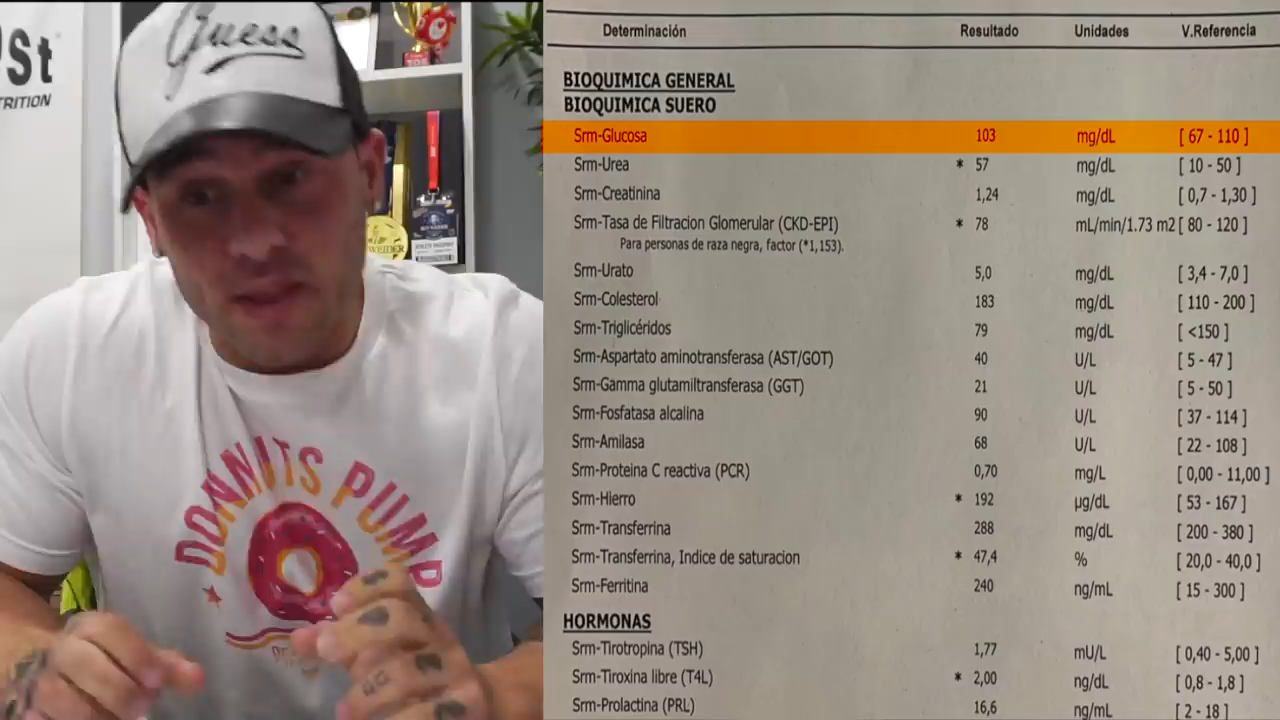 Guess
St
TRITION
WEIDER
DONNUTS PUMP
Determinación Resultado Unidades V.Referencia
BIOQUIMICA GENERAL
BIOQUIMICA SUERO
Srm-Glucosa 103 mg/dL [ 67 - 110 ]
Srm-Urea * 57 mg/dL [ 10 - 50 ]
Srm-Creatinina 1,24 mg/dL [ 0,7 - 1,30 ]
Srm-Tasa de Filtracion Glomerular (CKD-EPI) * 78 mL/min/1.73 m2 [ 80 - 120 ]
Para personas de raza negra, factor (*1,153).
Srm-Urato 5,0 mg/dL [ 3,4 - 7,0 ]
Srm-Colesterol 183 mg/dL [ 110 - 200 ]
Srm-Triglicéridos 79 mg/dL [ <150 ]
Srm-Aspartato aminotransferasa (AST/GOT) 40 U/L [ 5 - 47 ]
Srm-Gamma glutamiltransferasa (GGT) 21 U/L [ 5 - 50 ]
Srm-Fosfatasa alcalina 90 U/L [ 37 - 114 ]
Srm-Amilasa 68 U/L [ 22 - 108 ]
Srm-Proteina C reactiva (PCR) 0,70 mg/L [ 0,00 - 11,00 ]
Srm-Hierro * 192 µg/dL [ 53 - 167 ]
Srm-Transferrina 288 mg/dL [ 200 - 380 ]
Srm-Transferrina, Indice de saturacion * 47,4 % [ 20,0 - 40,0 ]
Srm-Ferritina 240 ng/mL [ 15 - 300 ]
HORMONAS
Srm-Tirotropina (TSH) 1,77 mU/L [ 0,40 - 5,00 ]
Srm-Tiroxina libre (T4L) * 2,00 ng/dL [ 0,8 - 1,8 ]
Srm-Prolactina (PRL) 16,6 ng/mL [ 2 - 18 ]